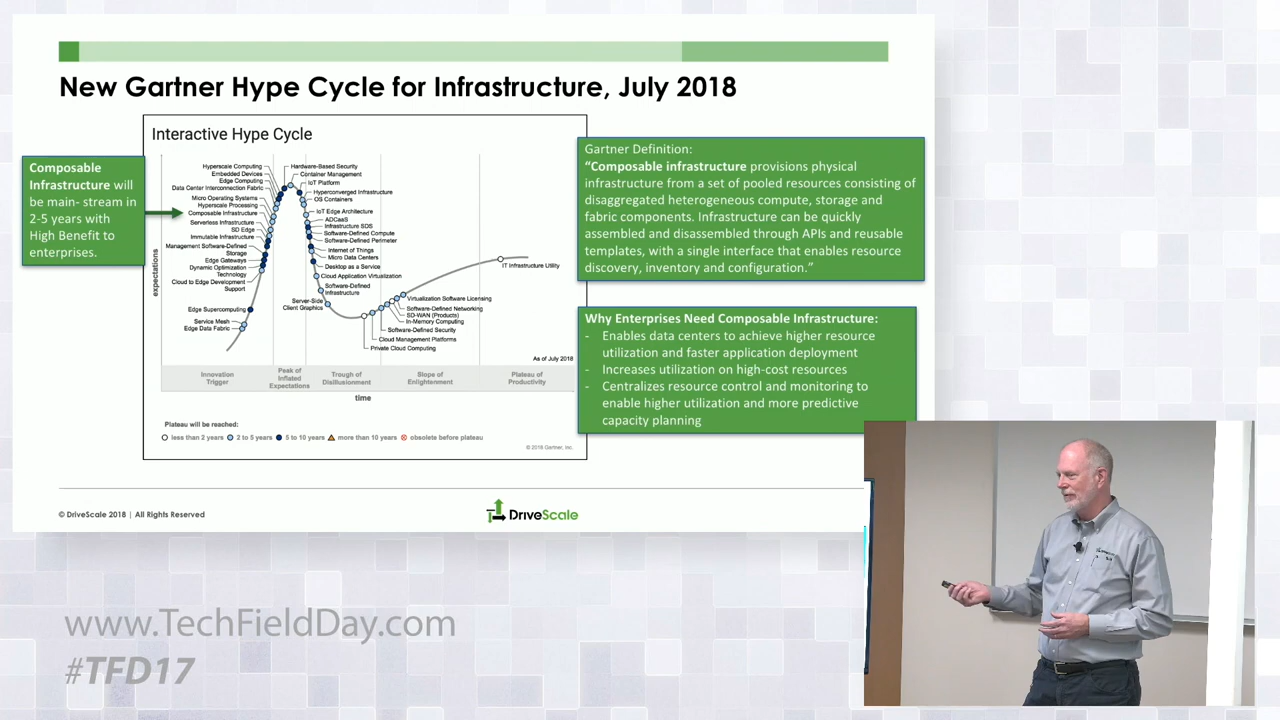 New Gartner Hype Cycle for Infrastructure, July 2018
Composable
Infrastructure will
be main- stream in
2-5 years with
High Benefit to
enterprises.
Interactive Hype Cycle
expectations
Hyperscale Computing
Embedded Devices
Edge Computing
Data Center Interconnection Fabric
Micro Operating Systems
Hyperscale Processing
Composable Infrastructure
Serverless Infrastructure
SD Edge
Immutable Infrastructure
Management Software-Defined
Storage
Edge Gateways
Dynamic Optimization
Technology
Cloud to Edge Development
Support
Edge Supercomputing
Service Mesh
Edge Data Fabric
Hardware-Based Security
Container Management
IoT Platform
Hyperconverged Infrastructure
OS Containers
IoT Edge Architecture
ADCaaS
Infrastructure SDS
Software-Defined Compute
Software-Defined Perimeter
Internet of Things
Micro Data Centers
Desktop as a Service
Cloud Application Virtualization
Software-Defined
Infrastructure
Server-Side
Client Graphics
IT Infrastructure Utility
Virtualization Software Licensing
Software-Defined Networking
SD-WAN (Products)
In-Memory Computing
Software-Defined Security
Cloud Management Platforms
Private Cloud Computing
As of July 2018
Innovation
Trigger
Peak of
Inflated
Expectations
Trough of
Disillusionment
Slope of
Enlightenment
Plateau of
Productivity
time
Plateau will be reached:
less than 2 years 2 to 5 years 5 to 10 years more than 10 years obsolete before plateau
© 2018 Gartner, Inc.
Gartner Definition:
“Composable infrastructure provisions physical
infrastructure from a set of pooled resources consisting of
disaggregated heterogeneous compute, storage and
fabric components. Infrastructure can be quickly
assembled and disassembled through APIs and reusable
templates, with a single interface that enables resource
discovery, inventory and configuration.”
Why Enterprises Need Composable Infrastructure:
- Enables data centers to achieve higher resource
utilization and faster application deployment
- Increases utilization on high-cost resources
- Centralizes resource control and monitoring to
enable higher utilization and more predictive
capacity planning
© DriveScale 2018 | All Rights Reserved
DriveScale
www.TechFieldDay.com
#TFD17